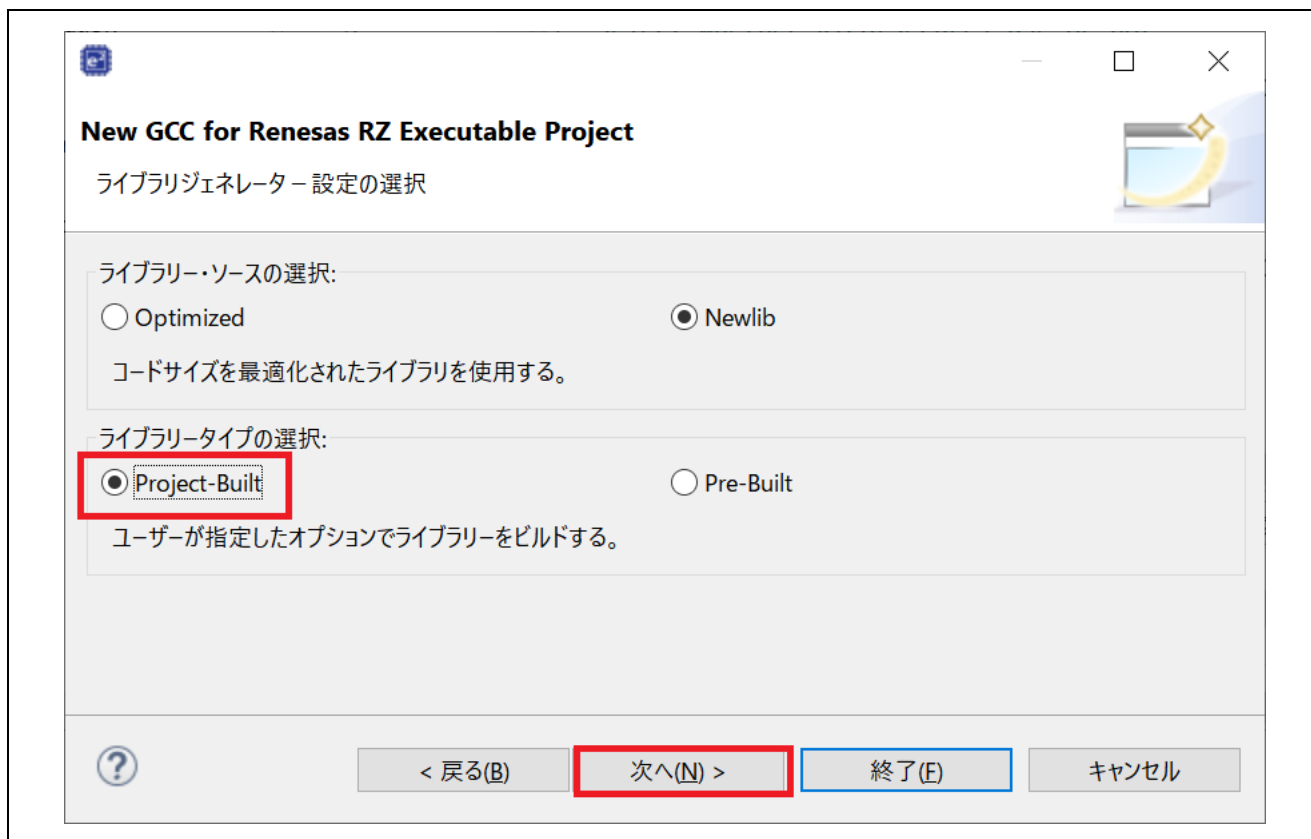 e²
New GCC for Renesas RZ Executable Project
ライブラリジェネレーター – 設定の選択
ライブラリー・ソースの選択:
Optimized Newlib
コードサイズを最適化されたライブラリを使用する。
ライブラリータイプの選択:
Project-Built Pre-Built
ユーザーが指定したオプションでライブラリーをビルドする。
? < 戻る(B) 次へ(N) > 終了(F) キャンセル